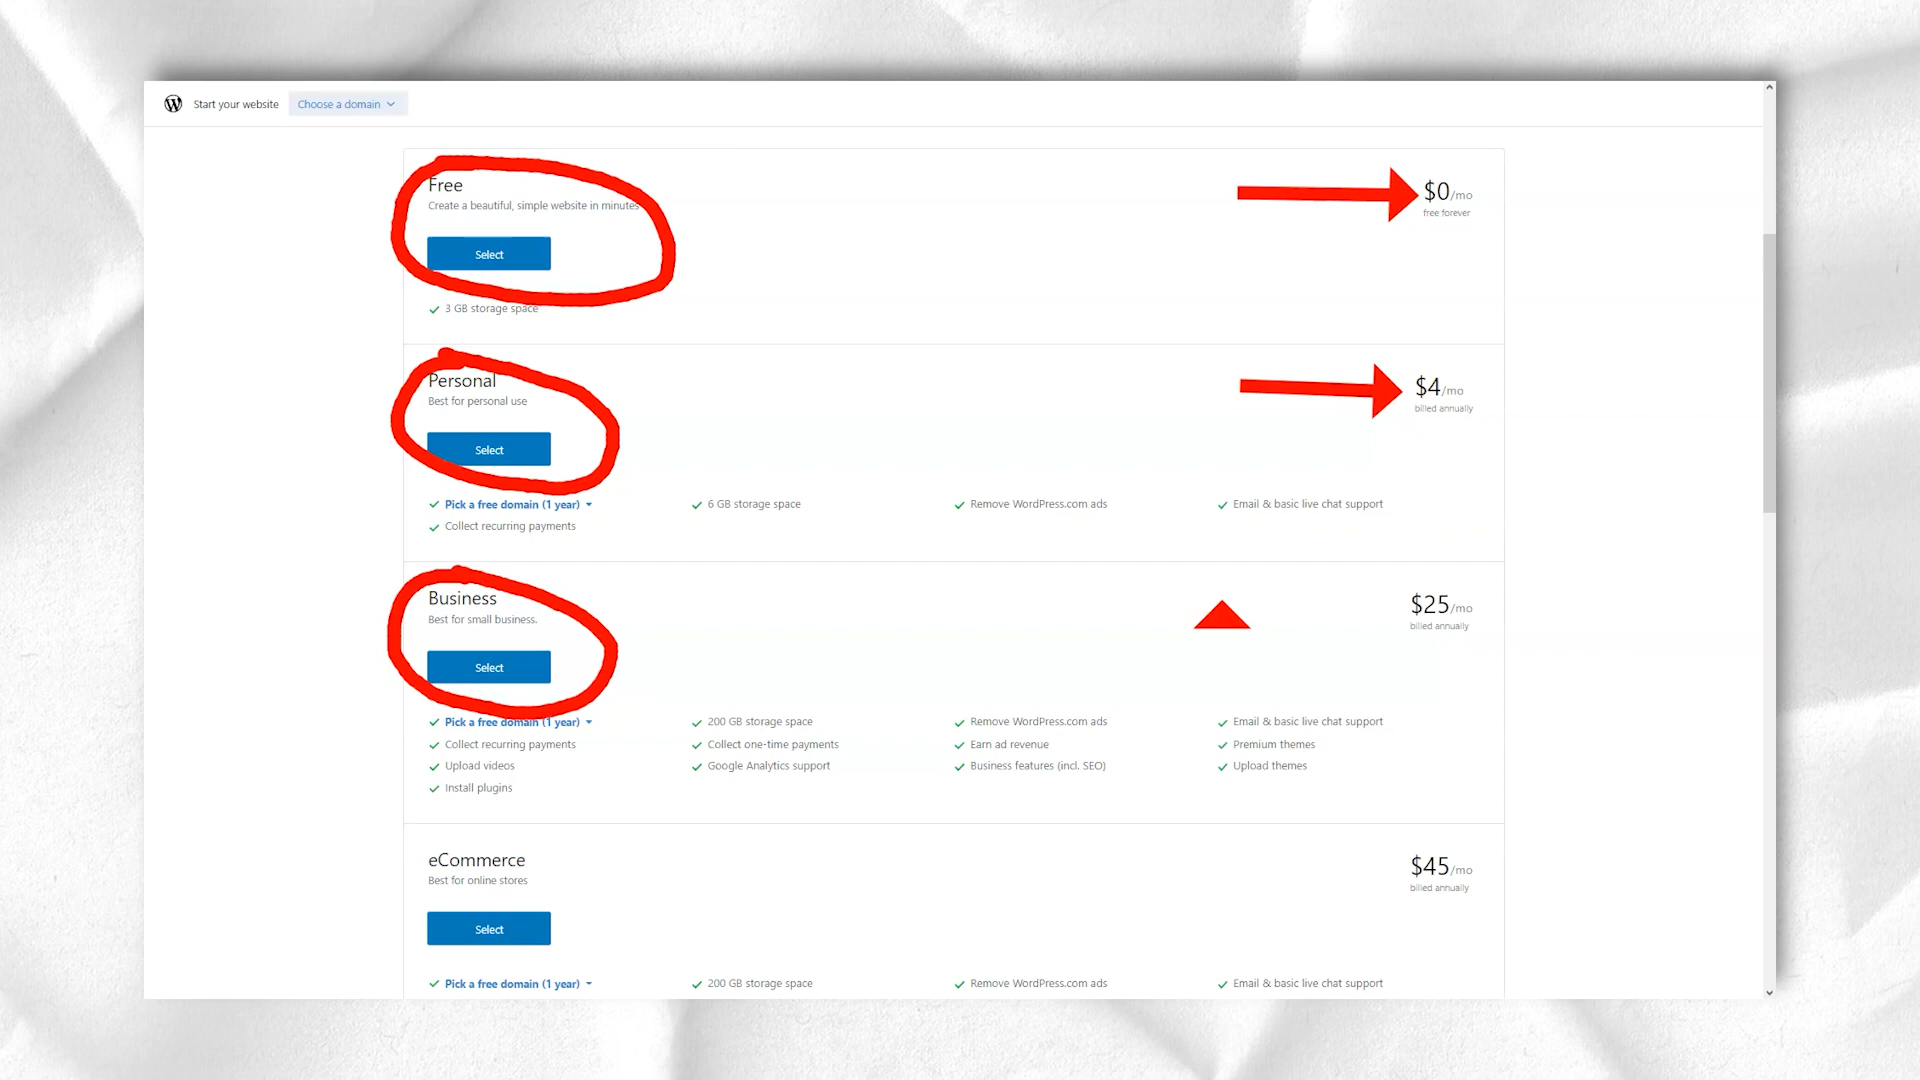 Start your website Choose a domain
Free
$0/mo
Create a beautiful, simple website in minutes
free forever
Select
3 GB storage space
Personal
$4/mo
Best for personal use
billed annually
Select
Pick a free domain (1 year) 6 GB storage space Remove WordPress.com ads Email & basic live chat support
Collect recurring payments
Business
$25/mo
Best for small business.
billed annually
Select
Pick a free domain (1 year) 200 GB storage space Remove WordPress.com ads Email & basic live chat support
Collect recurring payments Collect one-time payments Earn ad revenue Premium themes
Upload videos Google Analytics support Business features (incl. SEO) Upload themes
Install plugins
eCommerce
$45/mo
Best for online stores
billed annually
Select
Pick a free domain (1 year) 200 GB storage space Remove WordPress.com ads Email & basic live chat support